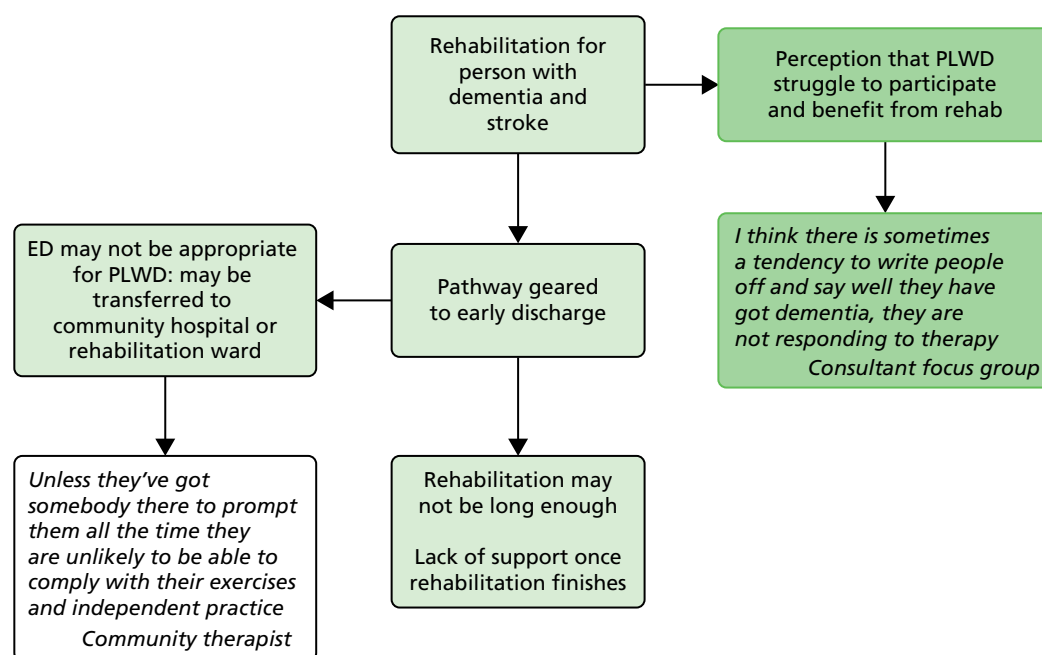 Rehabilitation for
person with
dementia and
stroke
Perception that PLWD
struggle to participate
and benefit from rehab
I think there is sometimes
a tendency to write people
off and say well they have
got dementia, they are
not responding to therapy
Consultant focus group
ED may not be appropriate
for PLWD: may be
transferred to
community hospital or
rehabilitation ward
Pathway geared
to early discharge
Unless they’ve got
somebody there to prompt
them all the time they
are unlikely to be able to
comply with their exercises
and independent practice
Community therapist
Rehabilitation may
not be long enough
Lack of support once
rehabilitation finishes